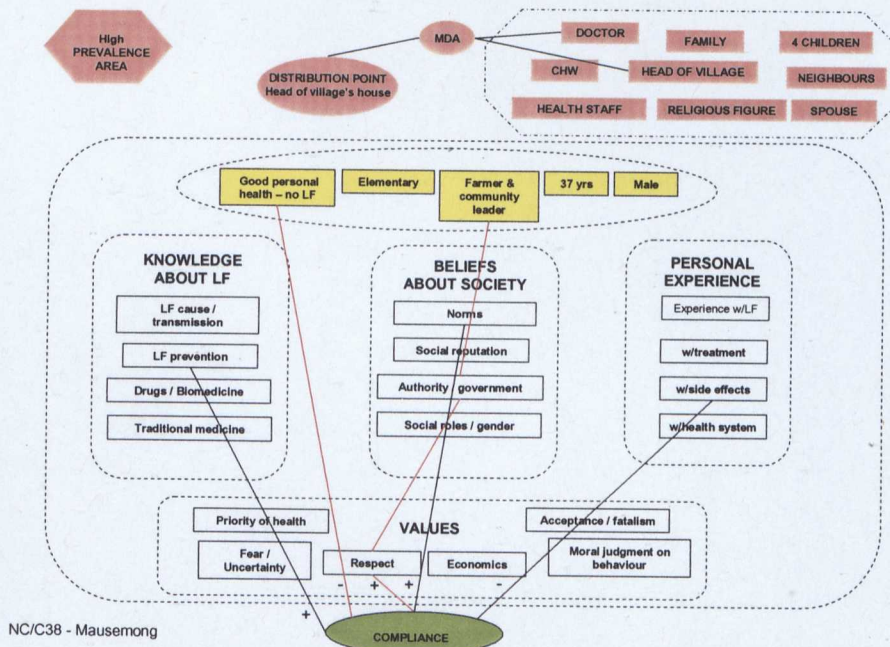 High
PREVALENCE
AREA
MDA
DISTRIBUTION POINT
Head of village's house
DOCTOR
FAMILY
4 CHILDREN
CHW
HEAD OF VILLAGE
NEIGHBOURS
HEALTH STAFF
RELIGIOUS FIGURE
SPOUSE
Good personal
health – no LF
Elementary
Farmer &
community
leader
37 yrs
Male
KNOWLEDGE
ABOUT LF
LF cause /
transmission
LF prevention
Drugs / Biomedicine
Traditional medicine
BELIEFS
ABOUT SOCIETY
Norms
Social reputation
Authority / government
Social roles / gender
PERSONAL
EXPERIENCE
Experience w/LF
w/treatment
w/side effects
w/health system
VALUES
Priority of health
Acceptance / fatalism
Fear /
Uncertainty
Respect
Economics
Moral judgment on
behaviour
- + + -
+
COMPLIANCE
NC/C38 - Mausemong